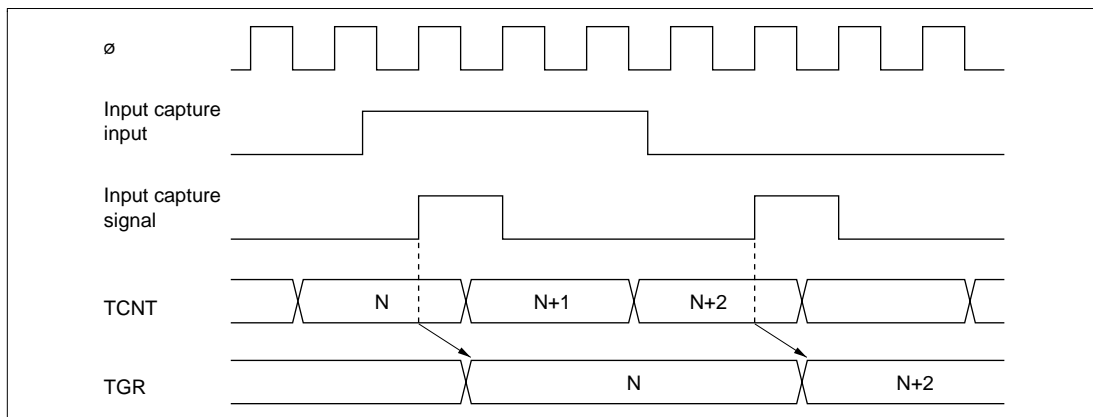 ø
Input capture
input
Input capture
signal
TCNT
N
N+1
N+2
TGR
N
N+2